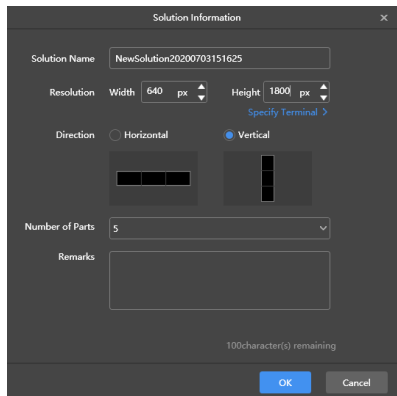 Solution Information
Solution Name NewSolution20200703151625
Resolution Width 640 px Height 1800 px
Specify Terminal >
Direction Horizontal Vertical
Number of Parts 5
Remarks
100character(s) remaining
OK Cancel